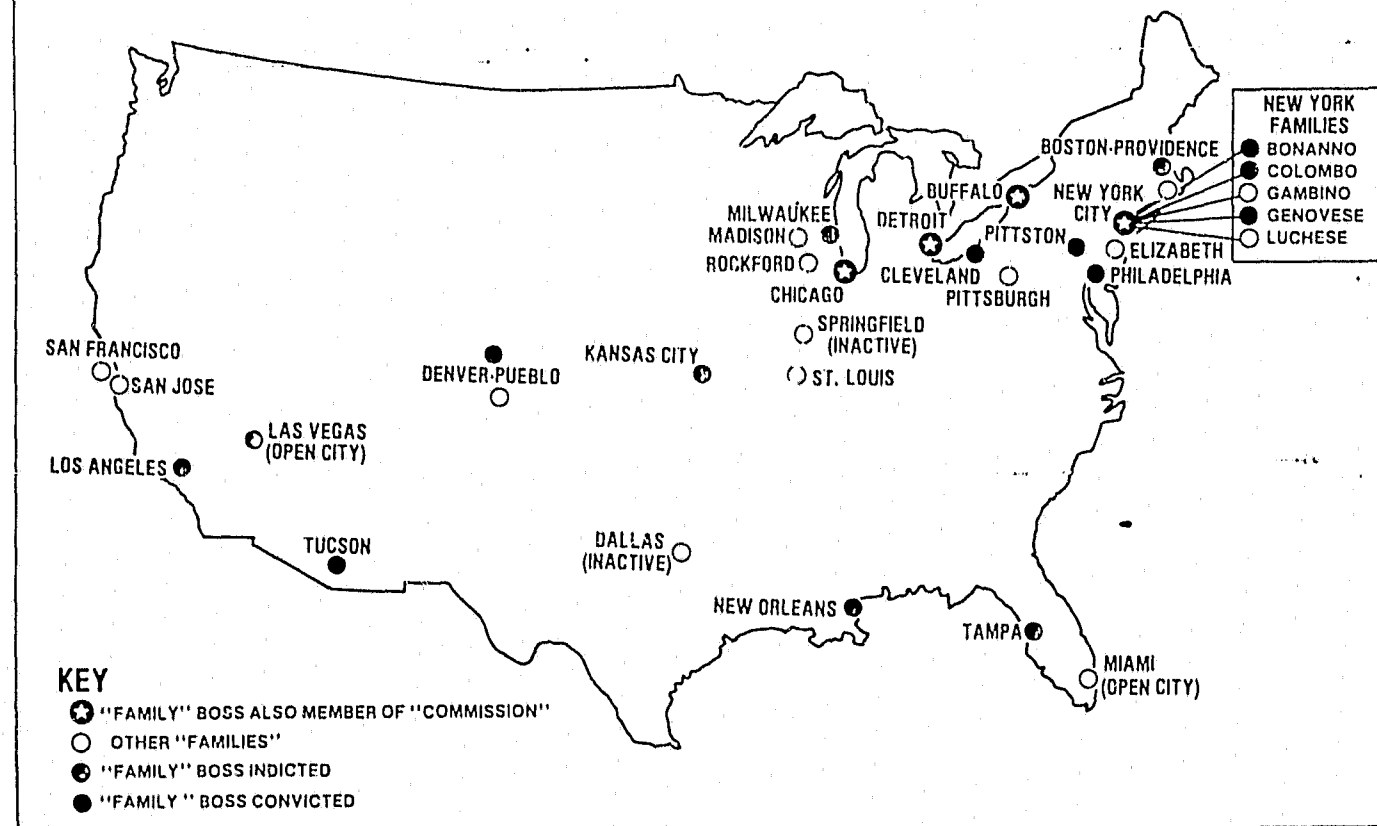 NEW YORK
FAMILIES
BONANNO
COLOMBO
GAMBINO
GENOVESE
LUCHESE
BOSTON-PROVIDENCE
BUFFALO
NEW YORK
CITY
MILWAUKEE
DETROIT
MADISON
PITTSTON
ROCKFORD
ELIZABETH
CLEVELAND
PHILADELPHIA
CHICAGO
PITTSBURGH
SPRINGFIELD
(INACTIVE)
SAN FRANCISCO
KANSAS CITY
DENVER-PUEBLO
ST. LOUIS
SAN JOSE
LAS VEGAS
(OPEN CITY)
LOS ANGELES
TUCSON
DALLAS
(INACTIVE)
NEW ORLEANS
TAMPA
MIAMI
(OPEN CITY)
KEY
"FAMILY" BOSS ALSO MEMBER OF "COMMISSION"
OTHER "FAMILIES"
"FAMILY" BOSS INDICTED
"FAMILY" BOSS CONVICTED